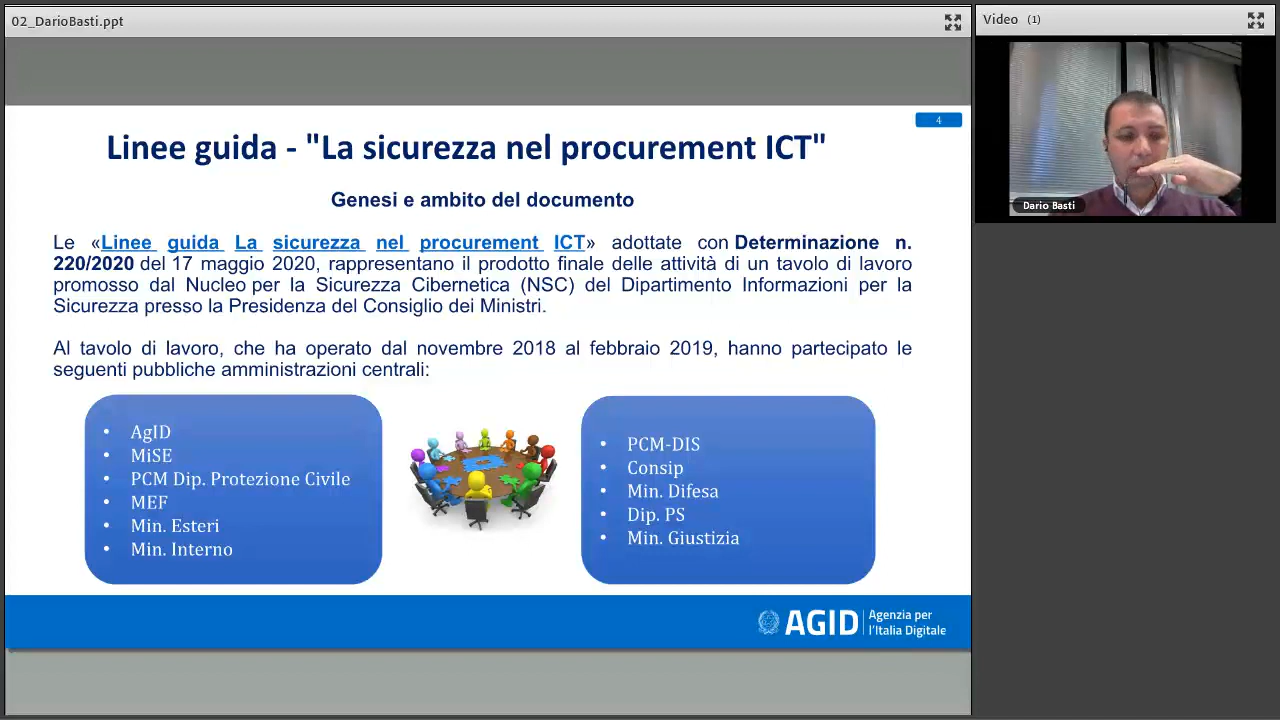 02_DarioBasti.ppt
Video (1)
Dario Basti
4
Linee guida - "La sicurezza nel procurement ICT"
Genesi e ambito del documento
Le «Linee guida La sicurezza nel procurement ICT» adottate con Determinazione n.
220/2020 del 17 maggio 2020, rappresentano il prodotto finale delle attività di un tavolo di lavoro
promosso dal Nucleo per la Sicurezza Cibernetica (NSC) del Dipartimento Informazioni per la
Sicurezza presso la Presidenza del Consiglio dei Ministri.
Al tavolo di lavoro, che ha operato dal novembre 2018 al febbraio 2019, hanno partecipato le
seguenti pubbliche amministrazioni centrali:
• AgID
• MiSE
• PCM Dip. Protezione Civile
• MEF
• Min. Esteri
• Min. Interno
• PCM-DIS
• Consip
• Min. Difesa
• Dip. PS
• Min. Giustizia
AGID
Agenzia per
l'Italia Digitale